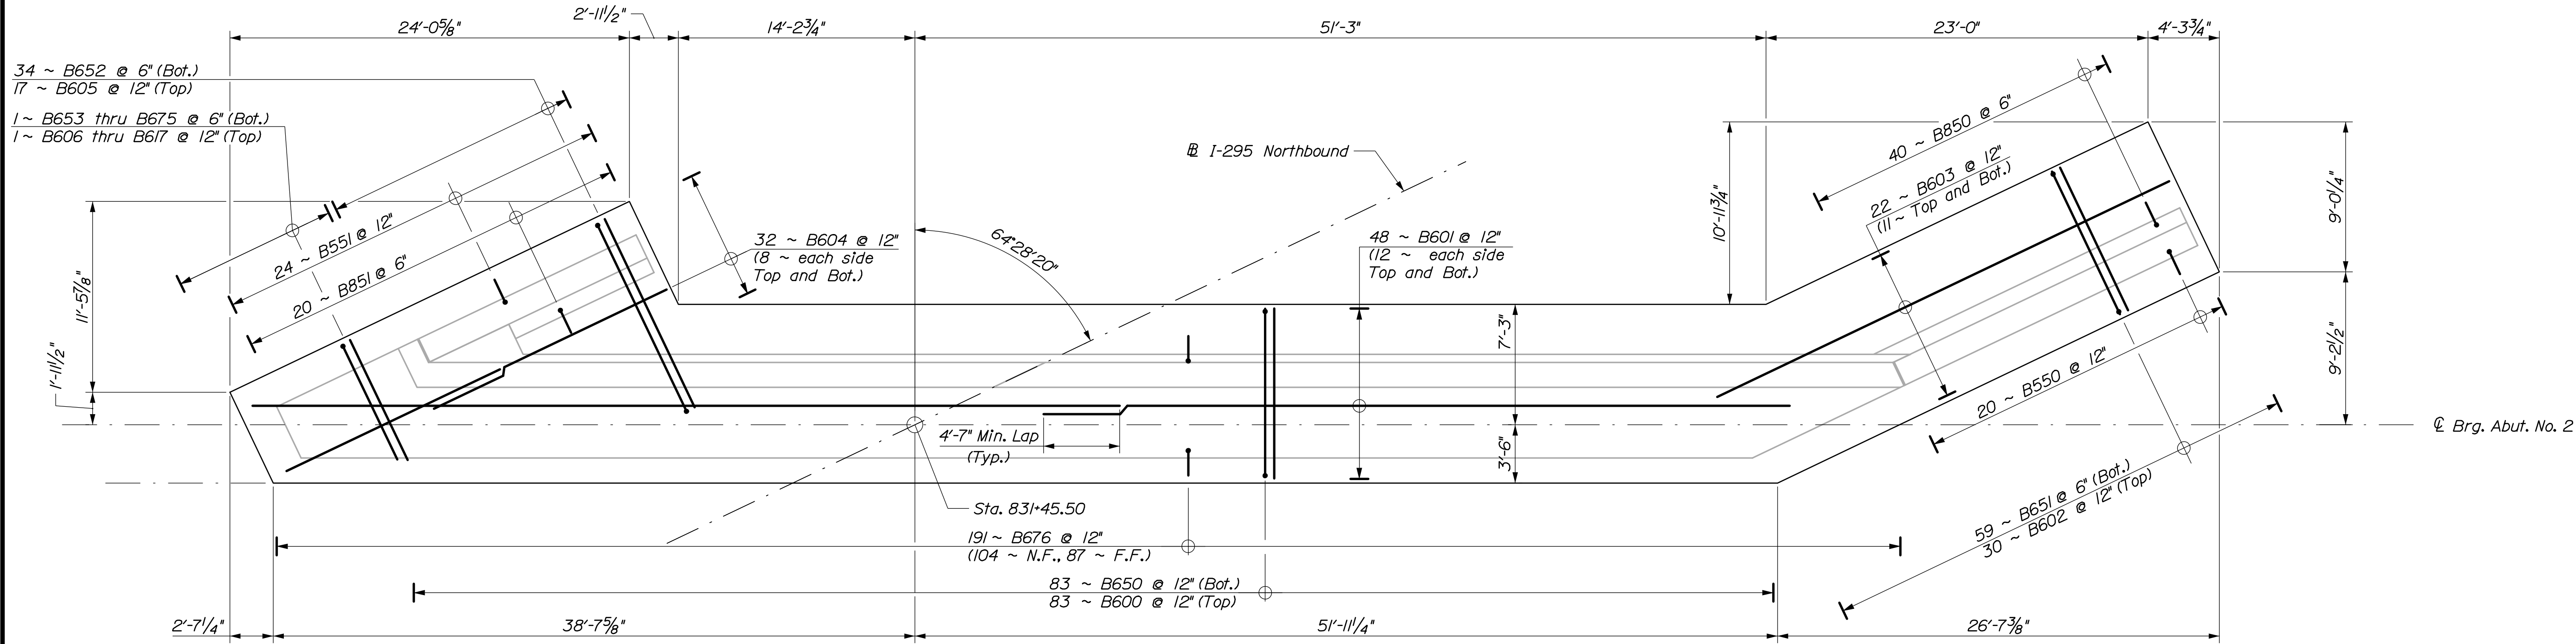 24'-0⅝"
2'-11½"
14'-2¾"
51'-3"
23'-0"
4'-3¾"
34 ~ B652 @ 6" (Bot.)
17 ~ B605 @ 12" (Top)
1 ~ B653 thru B675 @ 6" (Bot.)
1 ~ B606 thru B617 @ 12" (Top)
24 ~ B551 @ 12"
20 ~ B851 @ 6"
11'-5⅞"
1'-11½"
32 ~ B604 @ 12"
(8 ~ each side
Top and Bot.)
64°28'20"
BL I-295 Northbound
48 ~ B601 @ 12"
(12 ~ each side
Top and Bot.)
10'-11¾"
40 ~ B850 @ 6"
22 ~ B603 @ 12"
(11 ~ Top and Bot.)
9'-0¼"
9'-2½"
7'-3"
3'-6"
20 ~ B550 @ 12"
℄ Brg. Abut. No. 2
4'-7" Min. Lap
(Typ.)
Sta. 831+45.50
59 ~ B651 @ 6" (Bot.)
30 ~ B602 @ 12" (Top)
191 ~ B676 @ 12"
(104 ~ N.F., 87 ~ F.F.)
83 ~ B650 @ 12" (Bot.)
83 ~ B600 @ 12" (Top)
2'-7¼"
38'-7⅝"
51'-11¼"
26'-7⅜"